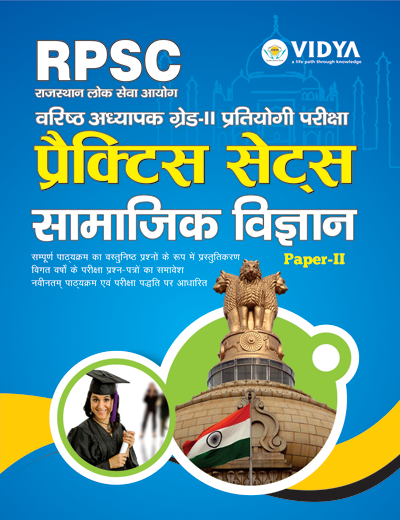 RPSC
राजस्थान लोक सेवा आयोग
VIDYA
a life path through knowledge
वरिष्ठ अध्यापक ग्रेड-II प्रतियोगी परीक्षा
प्रैक्टिस सेट्स
सामाजिक विज्ञान
सम्पूर्ण पाठ्यक्रम का वस्तुनिष्ठ प्रश्नो के रूप में प्रस्तुतिकरण
विगत वर्षों के परीक्षा प्रश्न-पत्रों का समावेश
नवीनतम् पाठ्यक्रम एवं परीक्षा पद्धति पर आधारित
Paper-II